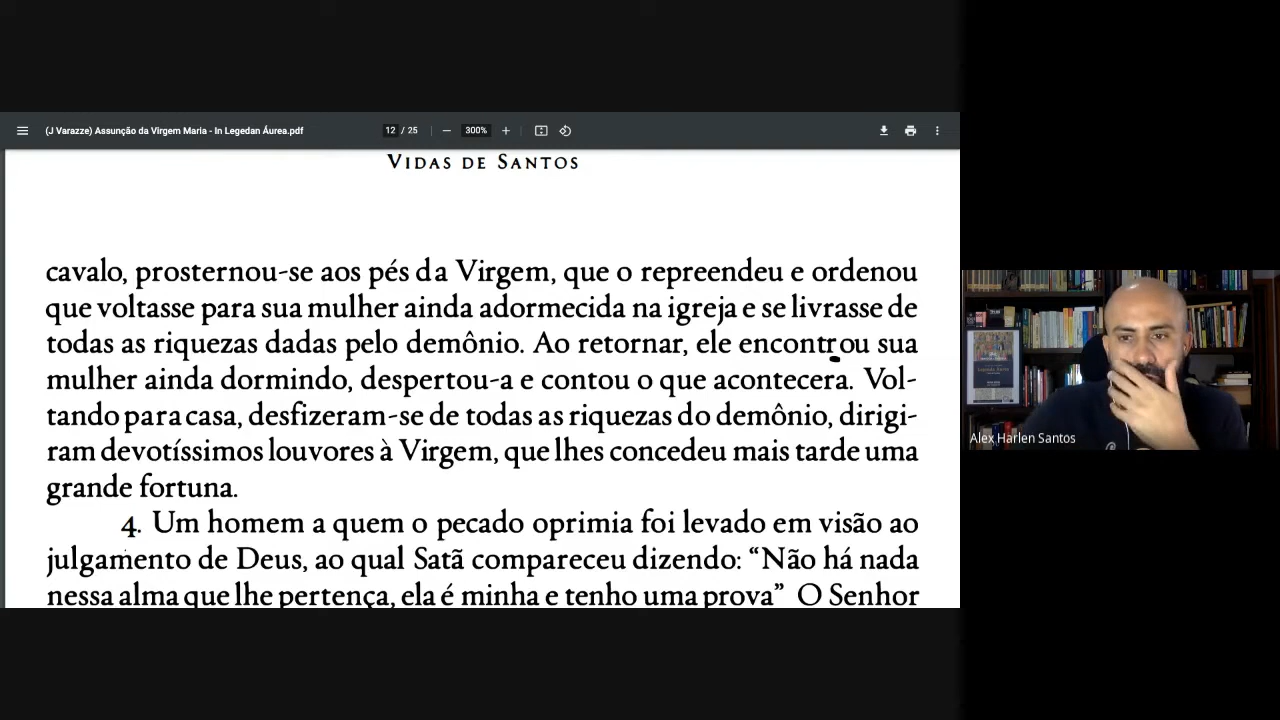 (J Varazze) Assunção da Virgem Maria - In Legedan Áurea.pdf
12 / 25
300%
VIDAS DE SANTOS
cavalo, prosternou-se aos pés da Virgem, que o repreendeu e ordenou
que voltasse para sua mulher ainda adormecida na igreja e se livrasse de
todas as riquezas dadas pelo demônio. Ao retornar, ele encontrou sua
mulher ainda dormindo, despertou-a e contou o que acontecera. Vol-
tando para casa, desfizeram-se de todas as riquezas do demônio, dirigi-
ram devotíssimos louvores à Virgem, que lhes concedeu mais tarde uma
grande fortuna.
4. Um homem a quem o pecado oprimia foi levado em visão ao
julgamento de Deus, ao qual Satã compareceu dizendo: “Não há nada
nessa alma que lhe pertença, ela é minha e tenho uma prova” O Senhor
Alex Harlen Santos